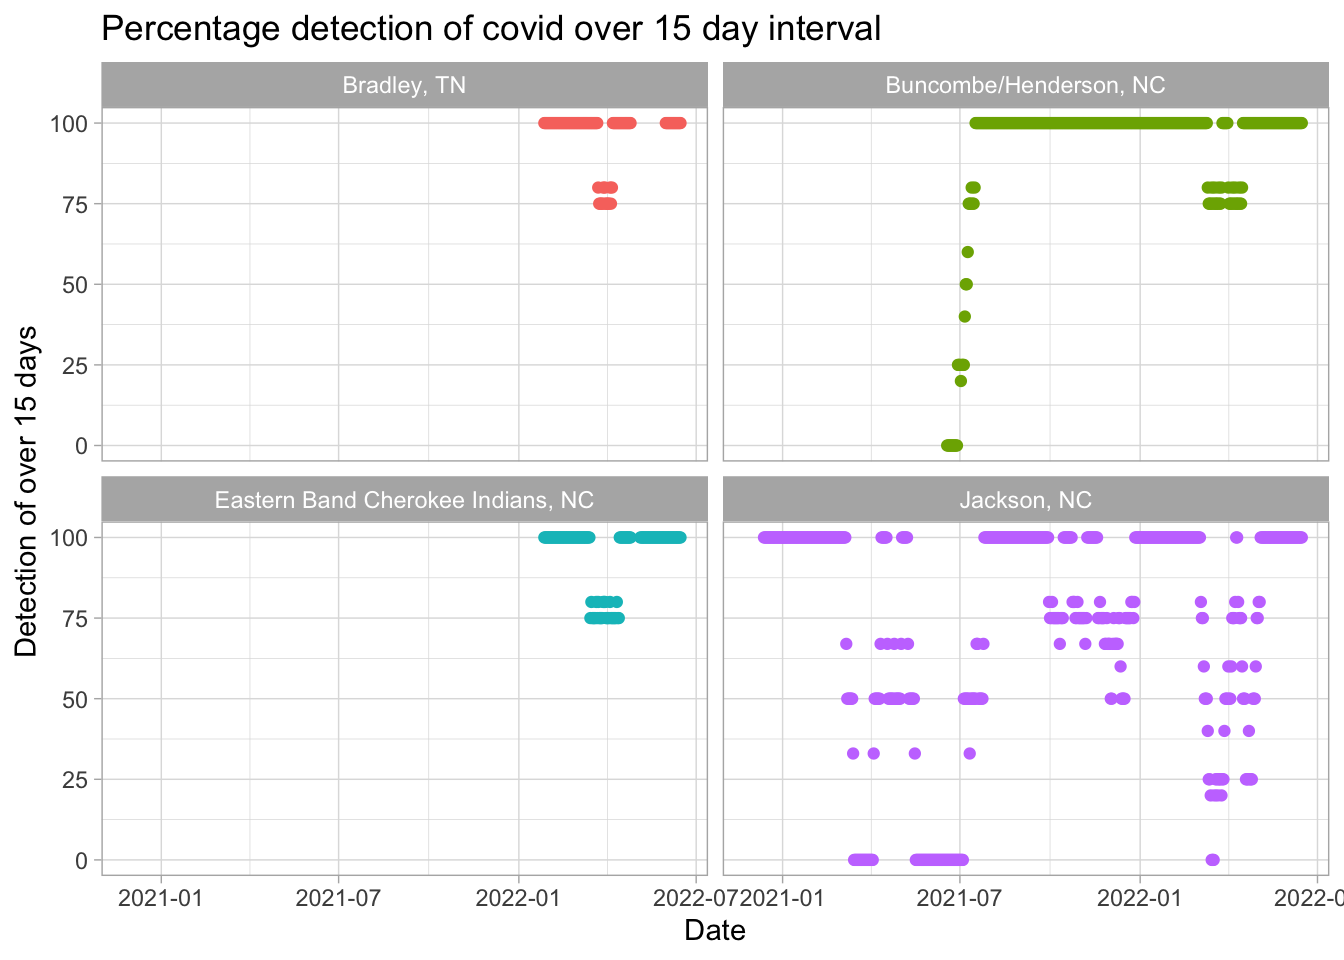 Percentage detection of covid over 15 day interval
Bradley, TN
Buncombe/Henderson, NC
100
75
50
25
0
Eastern Band Cherokee Indians, NC
Jackson, NC
100
75
50
25
0
2021-01 2021-07 2022-01 2022-07 2021-01 2021-07 2022-01 2022-0
Date
Detection of over 15 days